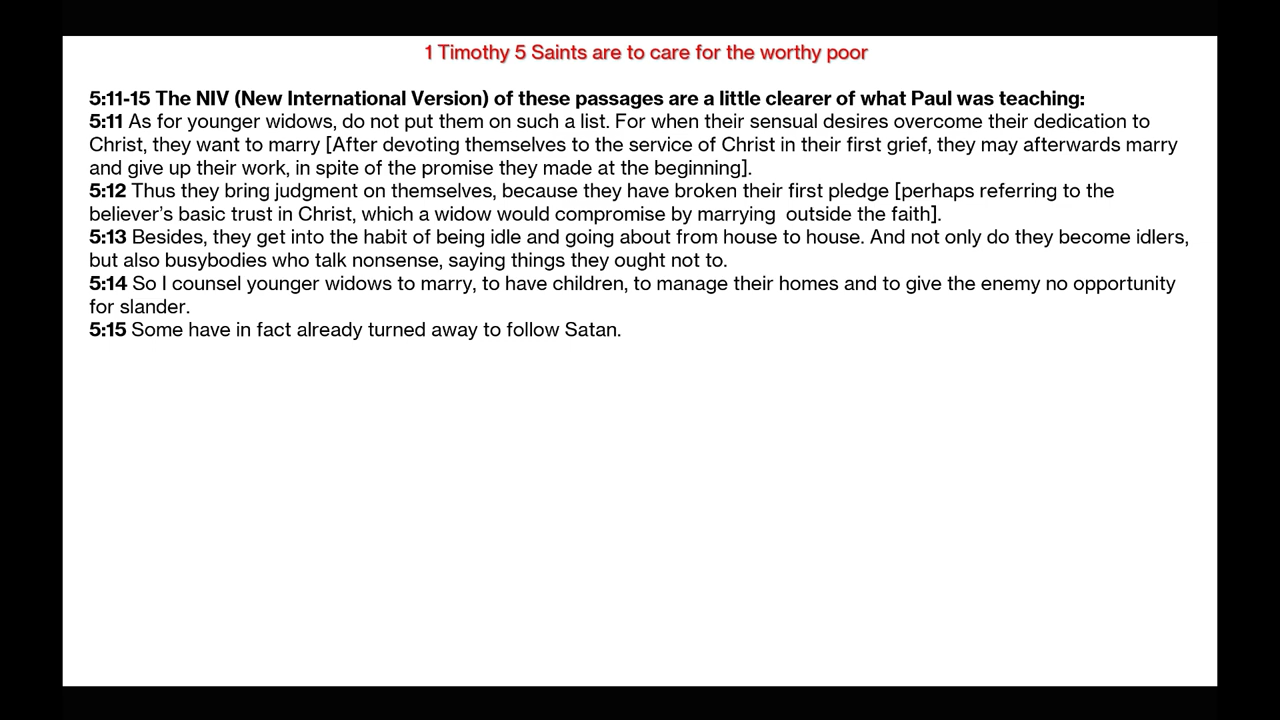 1 Timothy 5 Saints are to care for the worthy poor
5:11-15 The NIV (New International Version) of these passages are a little clearer of what Paul was teaching:
5:11 As for younger widows, do not put them on such a list. For when their sensual desires overcome their dedication to
Christ, they want to marry [After devoting themselves to the service of Christ in their first grief, they may afterwards marry
and give up their work, in spite of the promise they made at the beginning].
5:12 Thus they bring judgment on themselves, because they have broken their first pledge [perhaps referring to the
believer’s basic trust in Christ, which a widow would compromise by marrying  outside the faith].
5:13 Besides, they get into the habit of being idle and going about from house to house. And not only do they become idlers,
but also busybodies who talk nonsense, saying things they ought not to.
5:14 So I counsel younger widows to marry, to have children, to manage their homes and to give the enemy no opportunity
for slander.
5:15 Some have in fact already turned away to follow Satan.